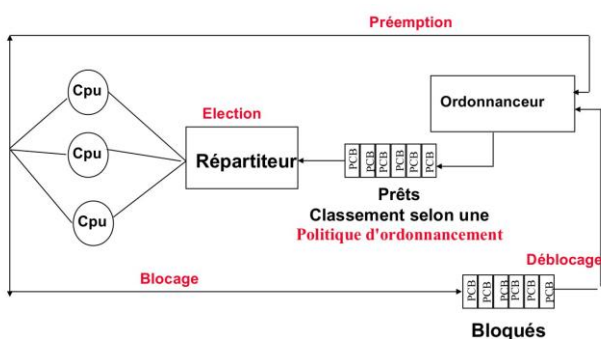 Préemption
Cpu
Ordonnanceur
Election
Cpu
Répartiteur
PCB PCB PCB PCB PCB PCB
Prêts
Classement selon une
Politique d'ordonnancement
Cpu
Déblocage
Blocage
PCB PCB PCB PCB PCB PCB
Bloqués